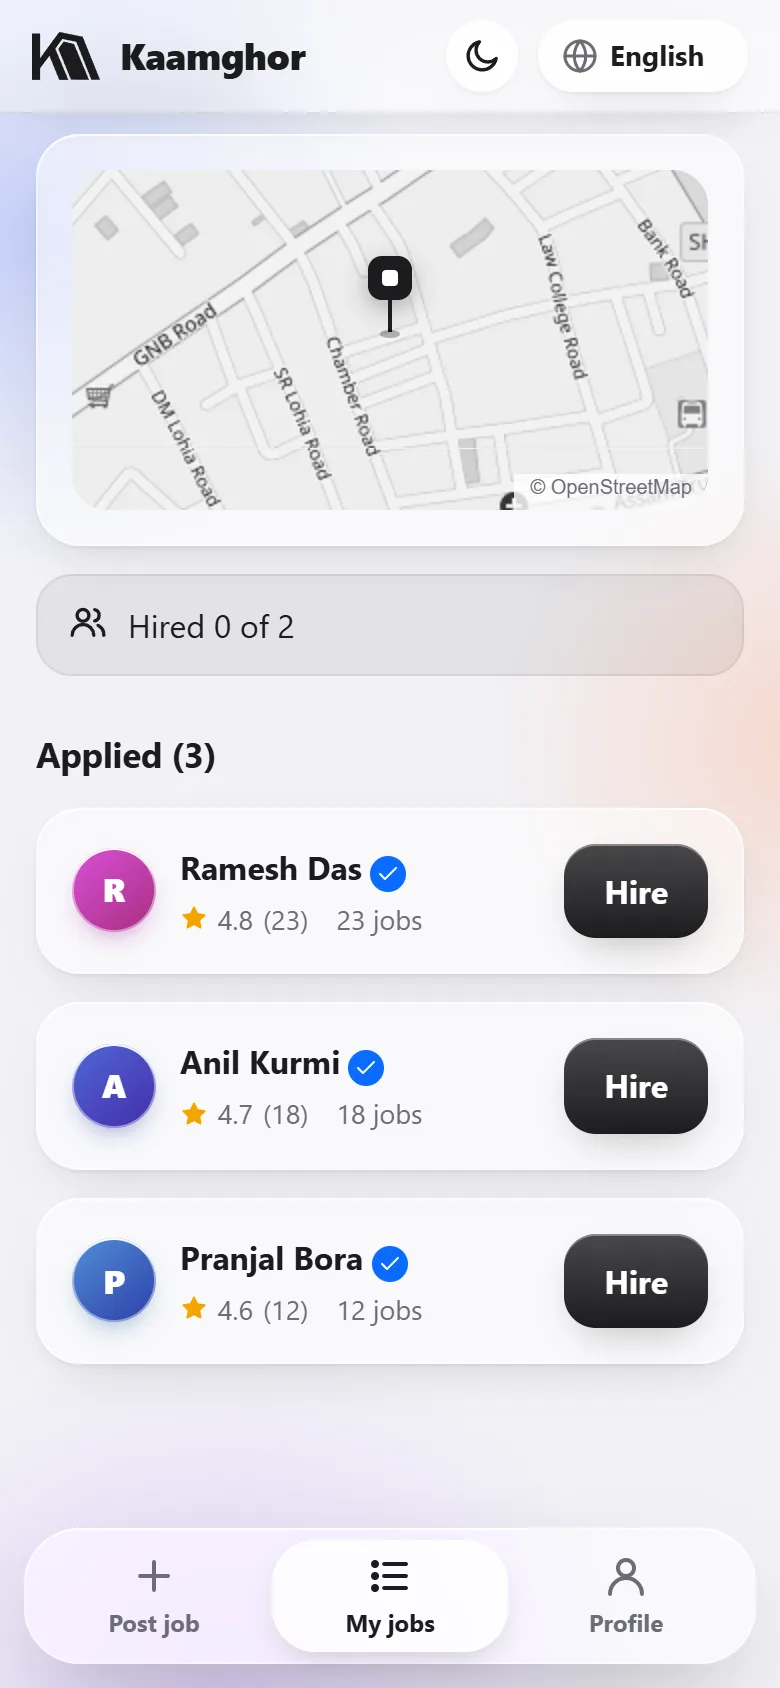 Kaamghor
English
GNB Road
DM Lohia Road
SR Lohia Road
Chamber Road
Law College Road
Bank Road
SH
© OpenStreetMap
Hired 0 of 2
Applied (3)
R
Ramesh Das
4.8 (23) 23 jobs
Hire
A
Anil Kurmi
4.7 (18) 18 jobs
Hire
P
Pranjal Bora
4.6 (12) 12 jobs
Hire
Post job
My jobs
Profile